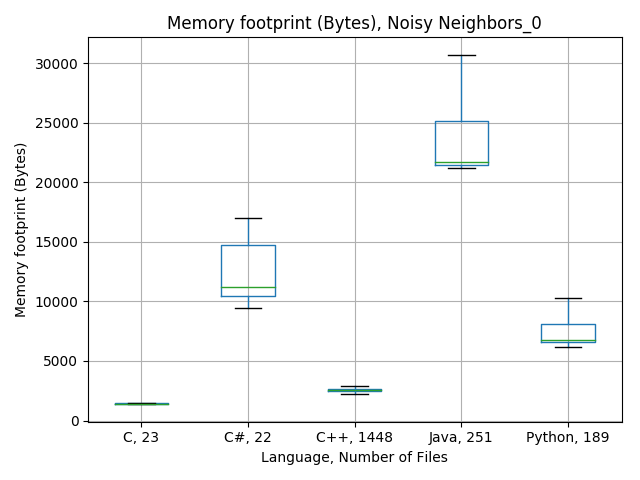 Memory footprint (Bytes), Noisy Neighbors_0
Memory footprint (Bytes)
30000
25000
20000
15000
10000
5000
0
C, 23
C#, 22
C++, 1448
Java, 251
Python, 189
Language, Number of Files